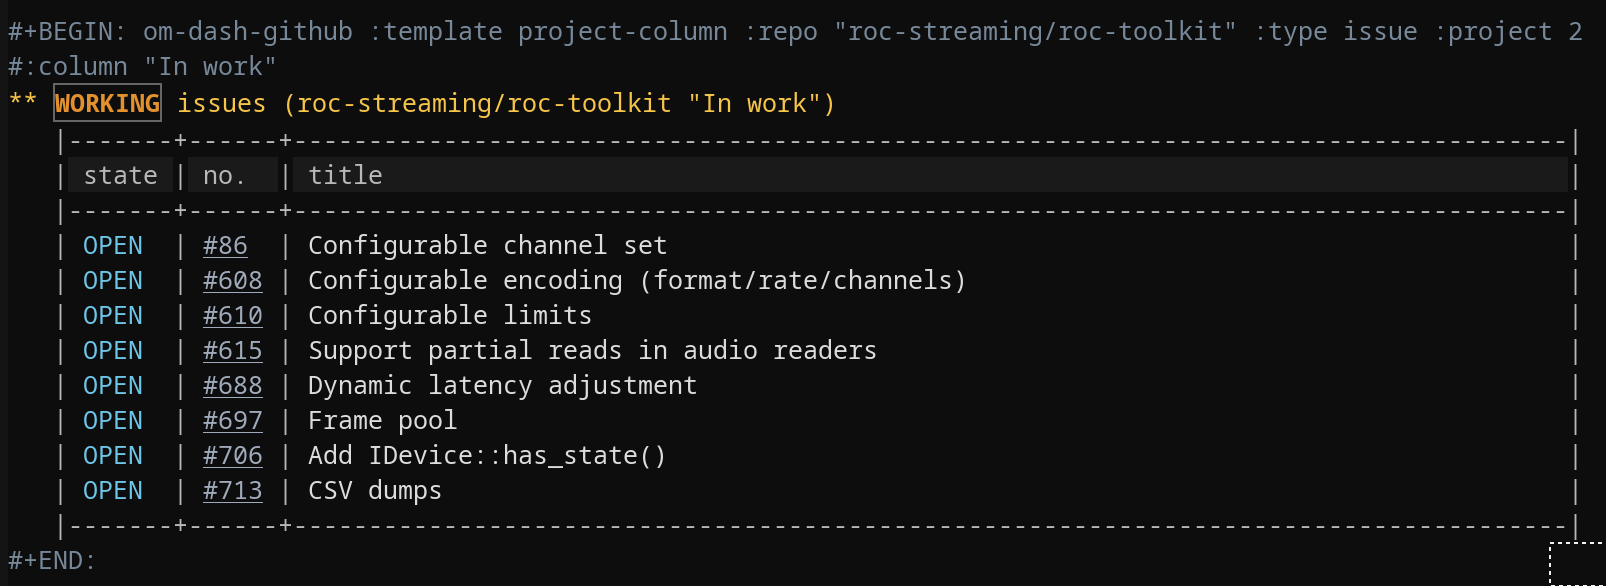 #+BEGIN: om-dash-github :template project-column :repo "roc-streaming/roc-toolkit" :type issue :project 2
#:column "In work"
** WORKING issues (roc-streaming/roc-toolkit "In work")
|-------+------+-------------------------------------------------------------------------------------|
| state | no.  | title                                                                               |
|-------+------+-------------------------------------------------------------------------------------|
| OPEN  | #86  | Configurable channel set                                                            |
| OPEN  | #608 | Configurable encoding (format/rate/channels)                                        |
| OPEN  | #610 | Configurable limits                                                                 |
| OPEN  | #615 | Support partial reads in audio readers                                              |
| OPEN  | #688 | Dynamic latency adjustment                                                          |
| OPEN  | #697 | Frame pool                                                                          |
| OPEN  | #706 | Add IDevice::has_state()                                                            |
| OPEN  | #713 | CSV dumps                                                                           |
|-------+------+-------------------------------------------------------------------------------------|
#+END: